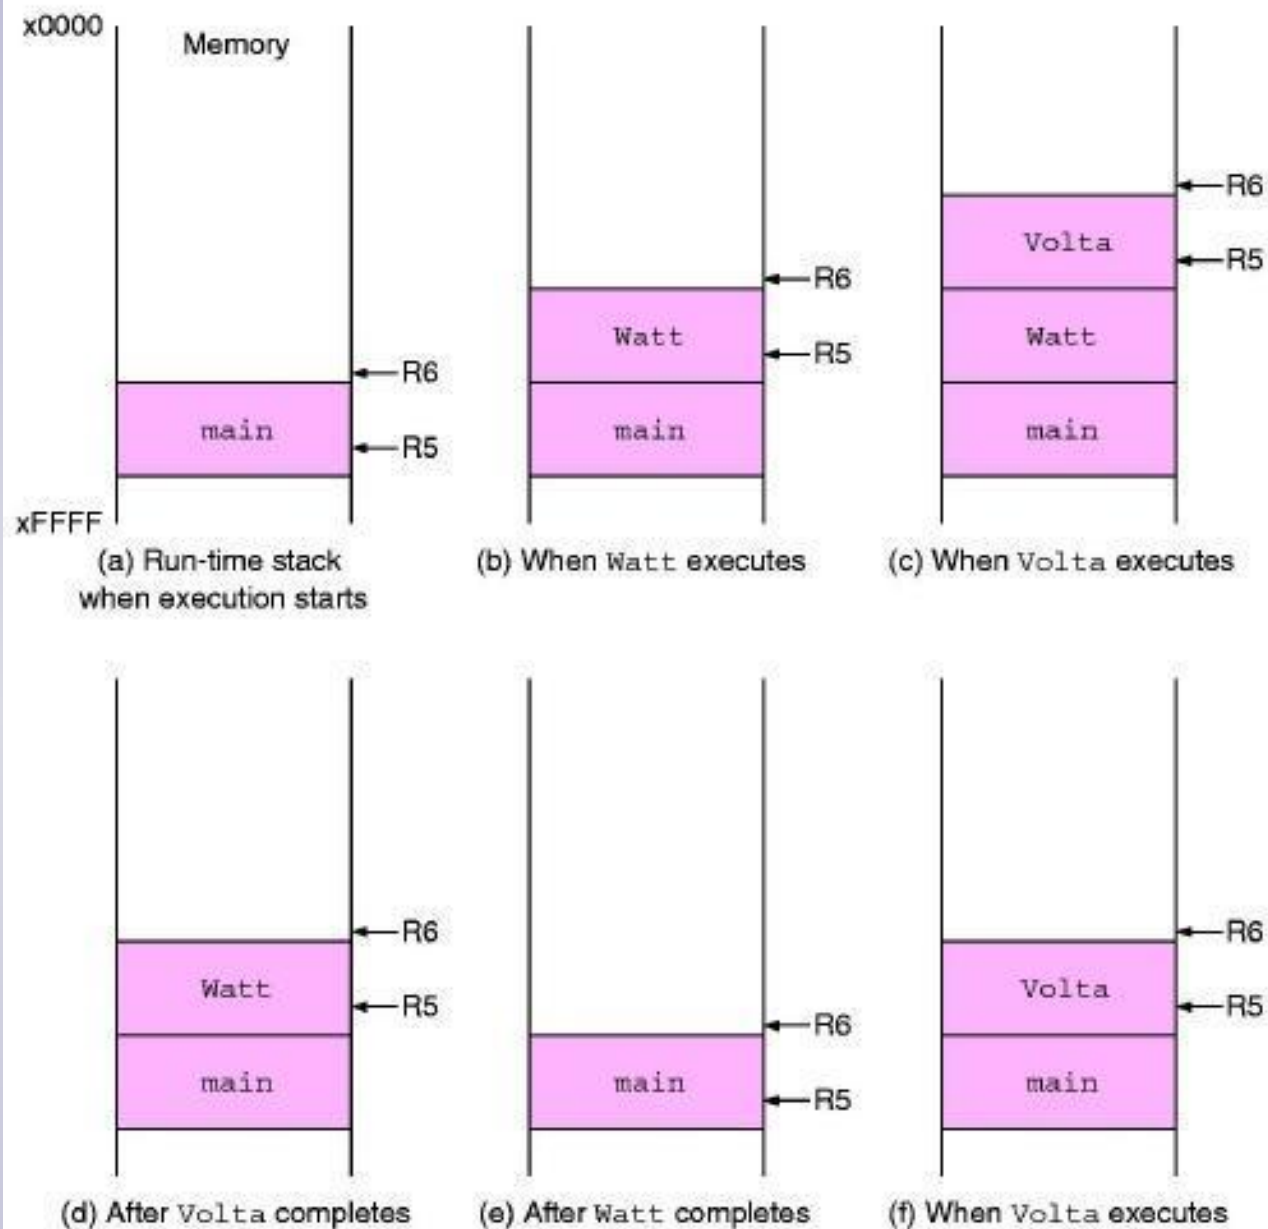 x0000
Memory
R6
main
R5
xFFFF
(a) Run-time stack
when execution starts
R6
Watt
R5
main
(b) When Watt executes
R6
Volta
R5
Watt
main
(c) When Volta executes
R6
Watt
R5
main
(d) After Volta completes
R6
main
R5
(e) After Watt completes
R6
Volta
R5
main
(f) When Volta executes